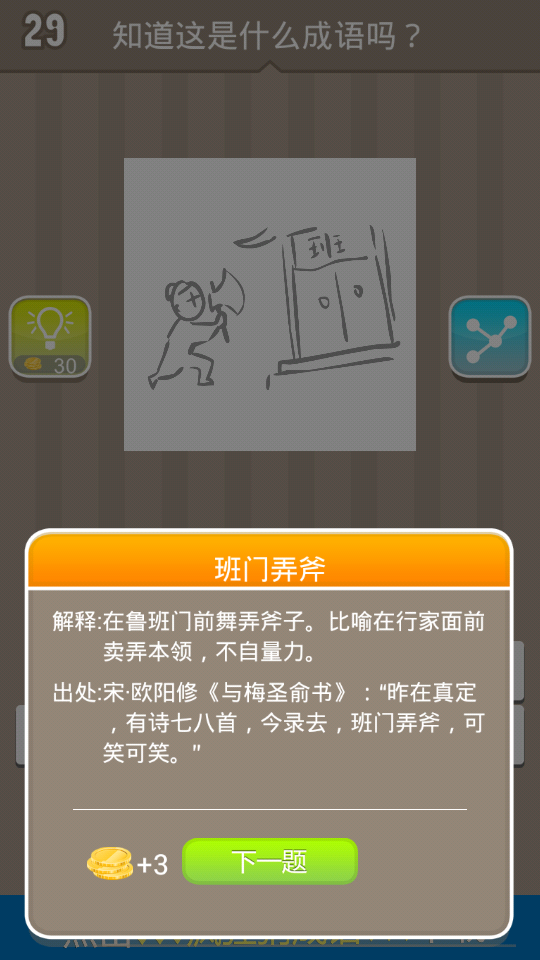 29
知道这是什么成语吗？
班
30
班门弄斧
解释:在鲁班门前舞弄斧子。比喻在行家面前
卖弄本领，不自量力。
出处:宋·欧阳修《与梅圣俞书》：“昨在真定
，有诗七八首，今录去，班门弄斧，可
笑可笑。”
+3
下一题